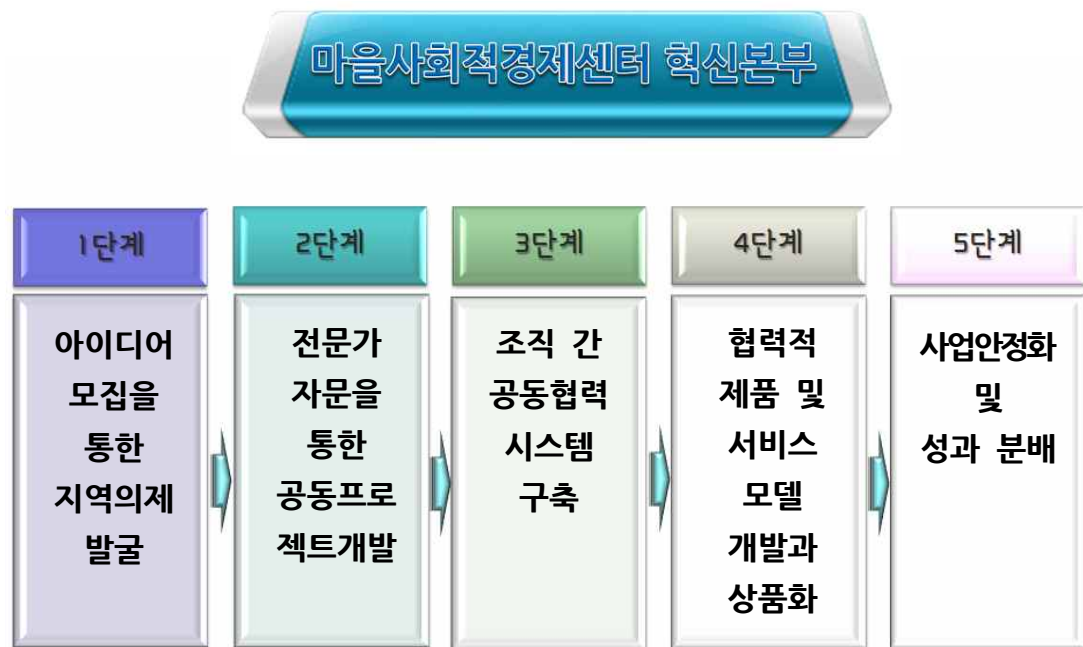 마을사회적경제센터 혁신본부
1단계
아이디어
모집을
통한
지역의제
발굴
2단계
전문가
자문을
통한
공동프로
젝트개발
3단계
조직 간
공동협력
시스템
구축
4단계
협력적
제품 및
서비스
모델
개발과
상품화
5단계
사업안정화
및
성과 분배